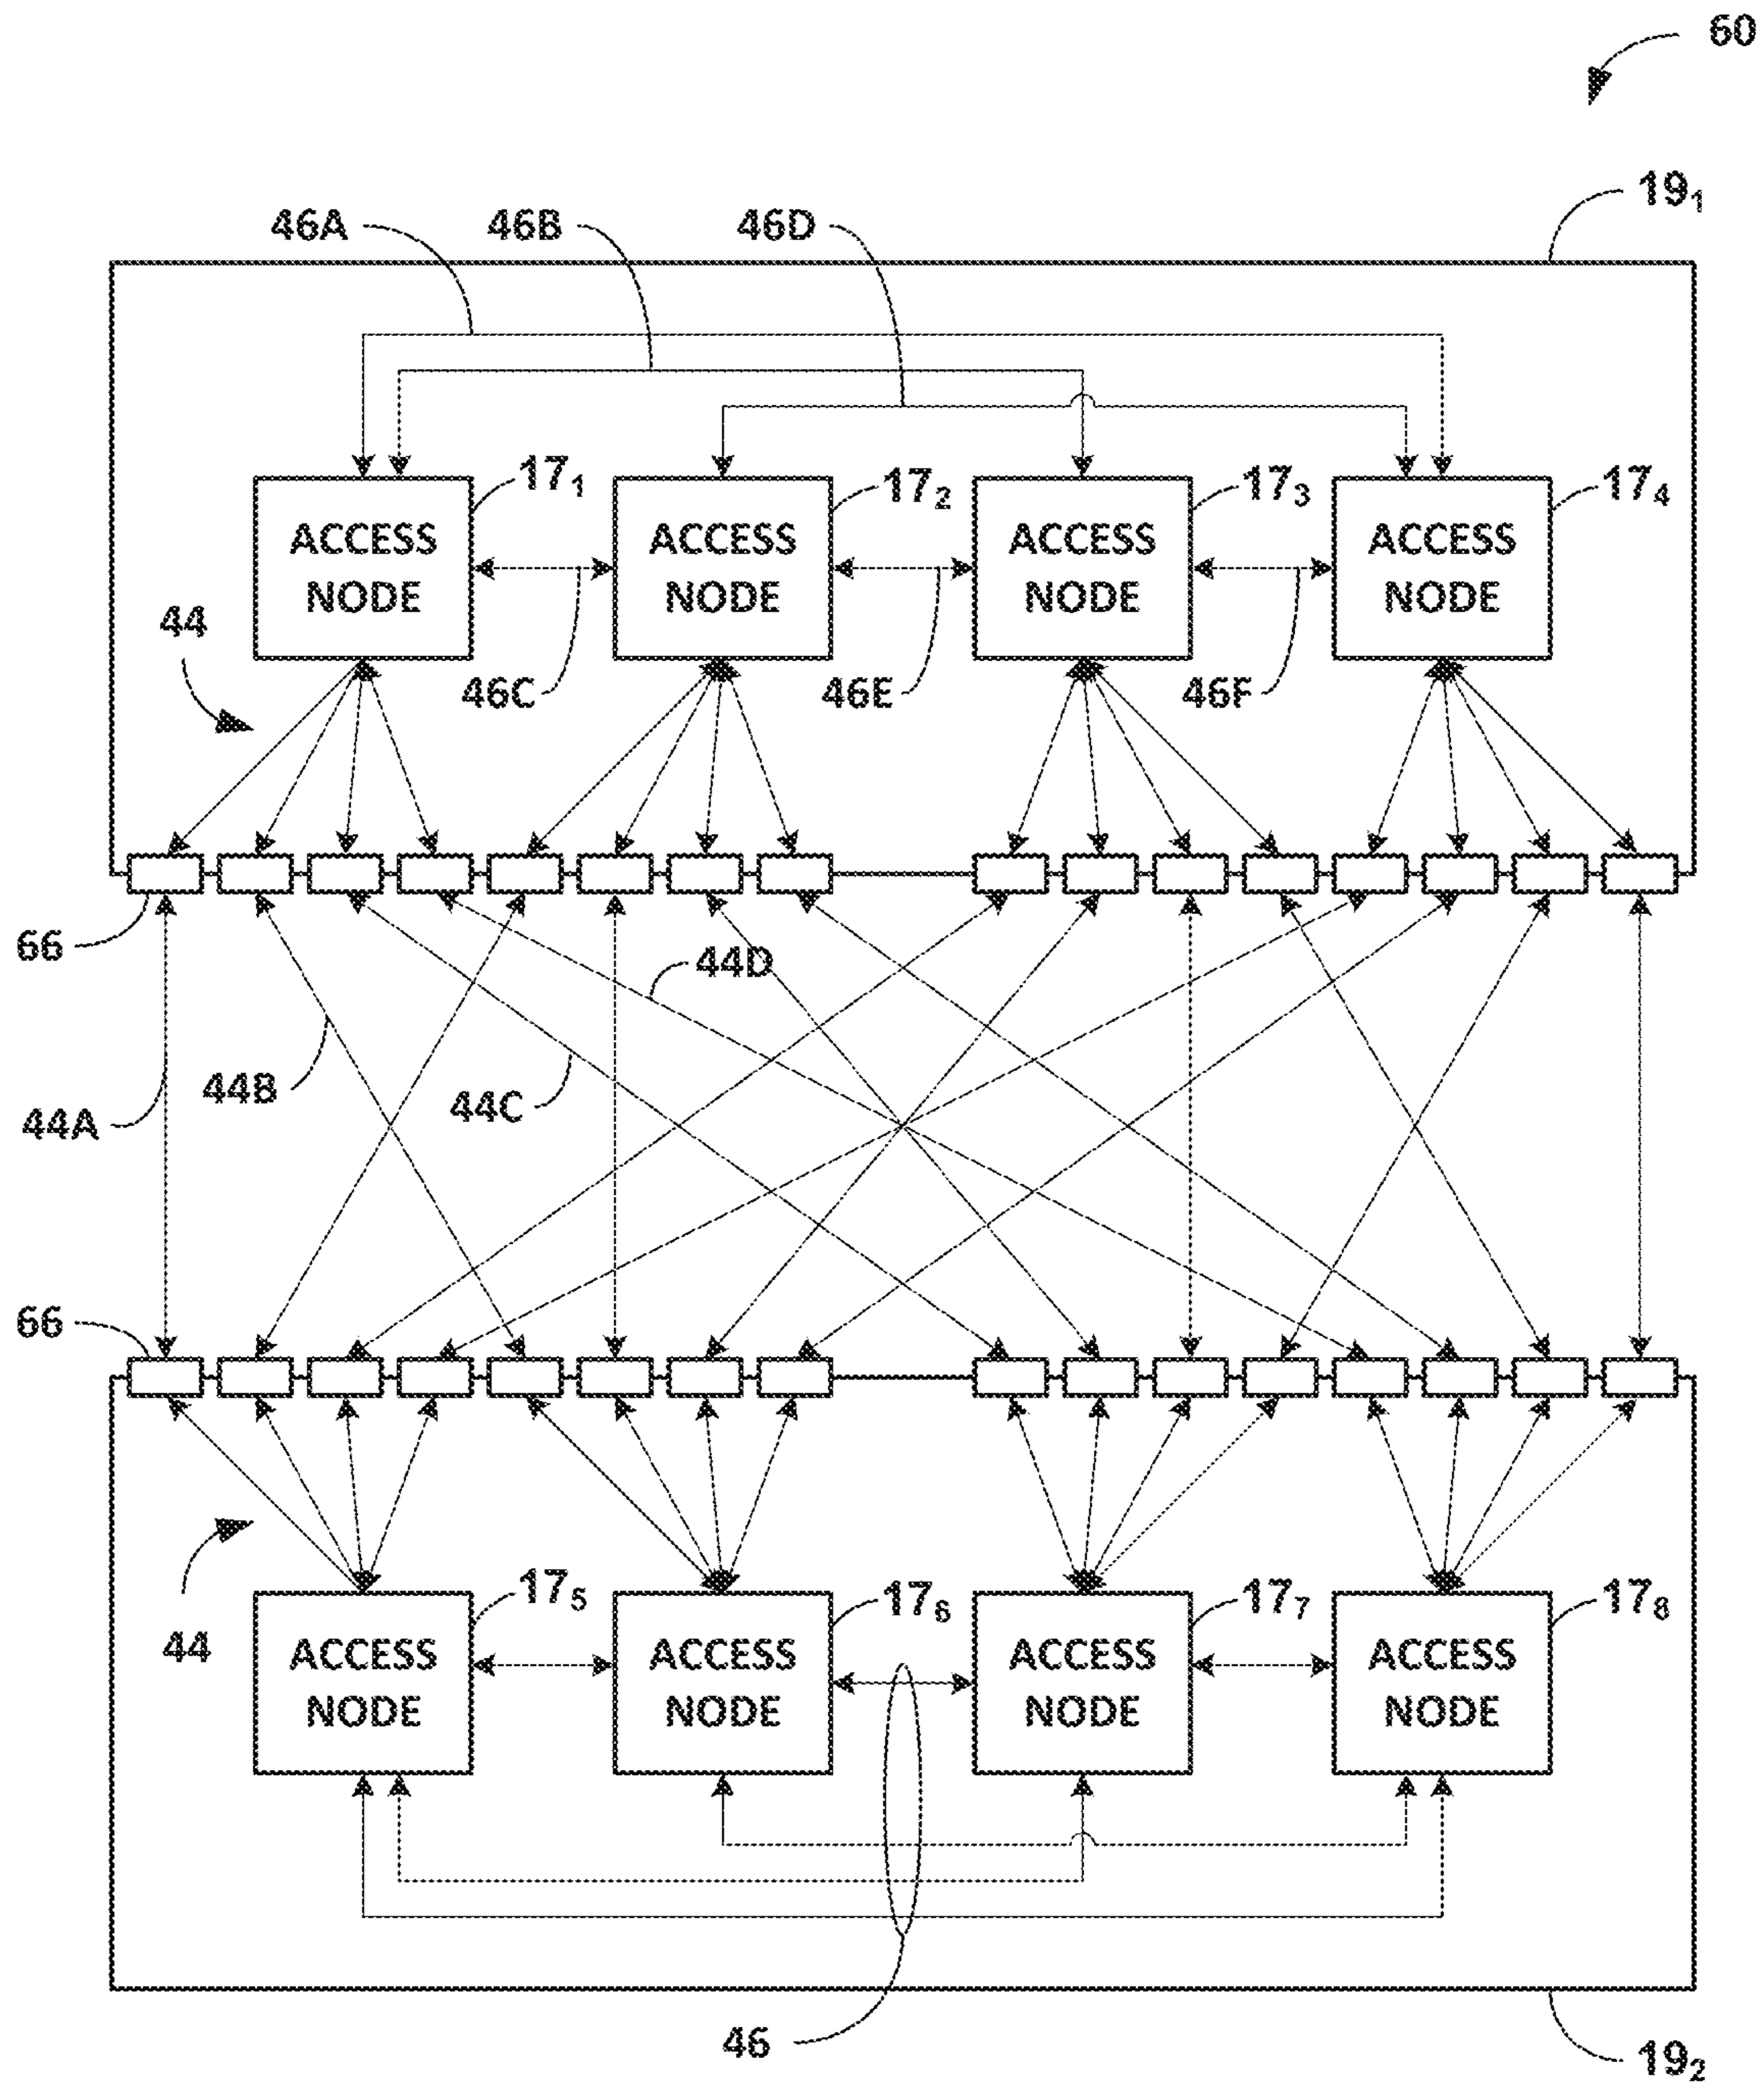 60
19₁
46A 46B 46D
17₁ 17₂ 17₃ 17₄
ACCESS NODE
ACCESS NODE
ACCESS NODE
ACCESS NODE
44
46C 46E 46F
66
44D
44B
44C
44A
66
17₅ 17₆ 17₇ 17₈
44
ACCESS NODE
ACCESS NODE
ACCESS NODE
ACCESS NODE
46
19₂